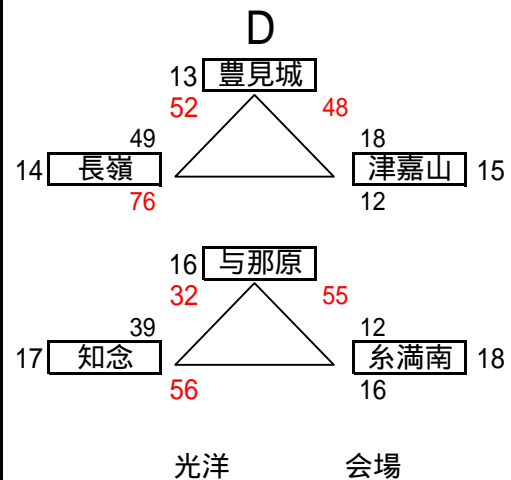 D
13 豊見城
52 48
49 18
14 長嶺 津嘉山 15
76 12
16 与那原
32 55
39 12
17 知念 糸満南 18
56 16
光洋 会場